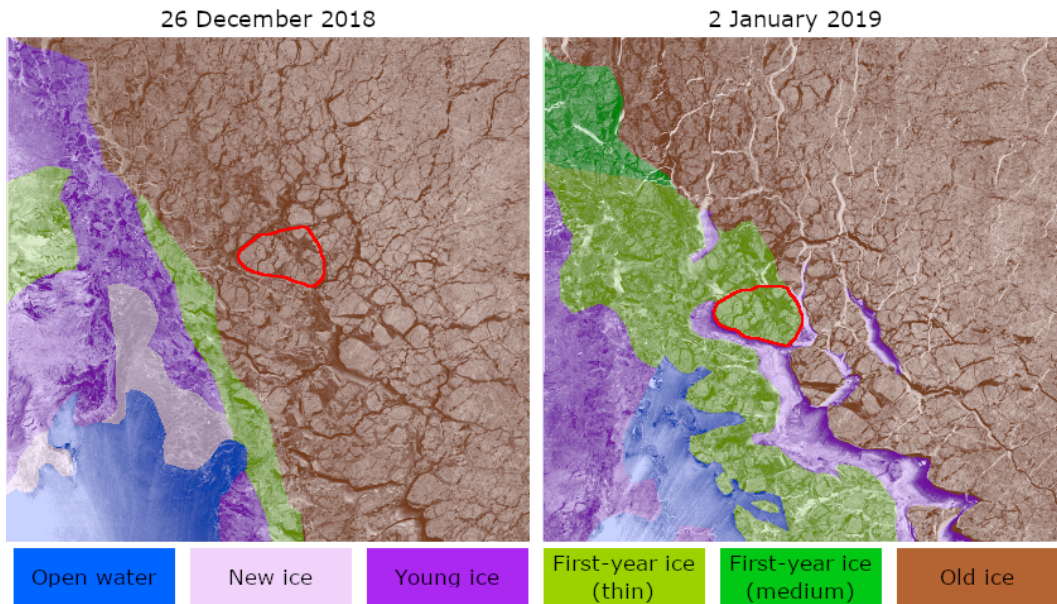 26 December 2018
2 January 2019
Open water
New ice
Young ice
First-year ice
(thin)
First-year ice
(medium)
Old ice